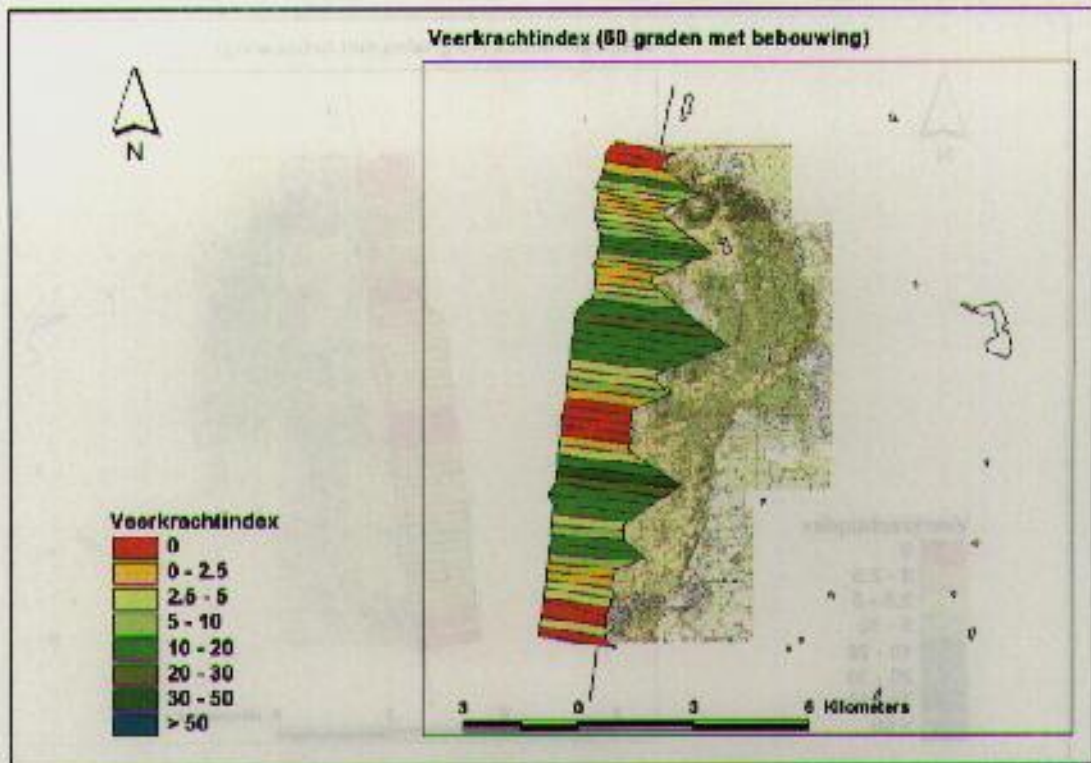 Veerkrachtindex (60 graden met bebouwing)
N
Veerkrachtindex
0
0 - 2.5
2.5 - 5
5 - 10
10 - 20
20 - 30
30 - 50
> 50
3 0 3 6 Kilometers